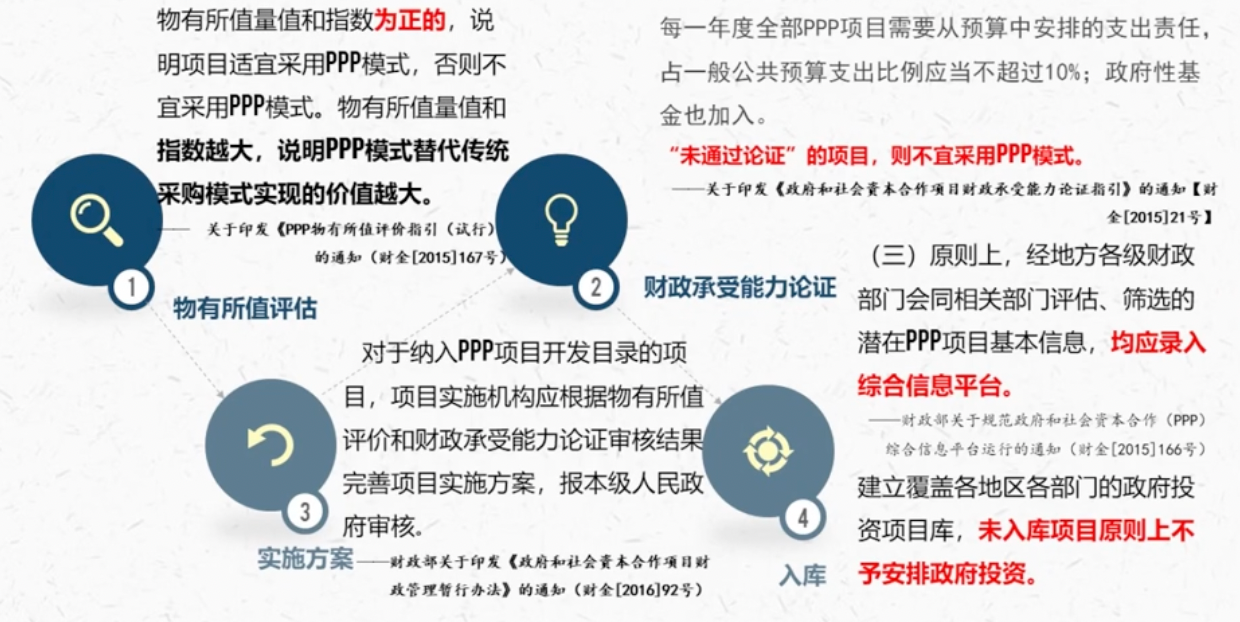 物有所值量值和指数为正的，说
明项目适宜采用PPP模式，否则不
宜采用PPP模式。物有所值量值和
指数越大，说明PPP模式替代传统
采购模式实现的价值越大。
—— 关于印发《PPP物有所值评价指引（试行）
的通知（财金[2015]167号）
1
物有所值评估
每一年度全部PPP项目需要从预算中安排的支出责任，
占一般公共预算支出比例应当不超过10%；政府性基
金也加入。
“未通过论证”的项目，则不宜采用PPP模式。
——关于印发《政府和社会资本合作项目财政承受能力论证指引》的通知【财
金[2015]21号】
2
财政承受能力论证
对于纳入PPP项目开发目录的项
目，项目实施机构应根据物有所值
评价和财政承受能力论证审核结果
完善项目实施方案，报本级人民政
府审核。
——财政部关于印发《政府和社会资本合作项目财
政管理暂行办法》的通知（财金[2016]92号）
3
实施方案
（三）原则上，经地方各级财政
部门会同相关部门评估、筛选的
潜在PPP项目基本信息，均应录入
综合信息平台。
——财政部关于规范政府和社会资本合作（PPP）
综合信息平台运行的通知（财金[2015]166号）
建立覆盖各地区各部门的政府投
资项目库，未入库项目原则上不
予安排政府投资。
4
入库